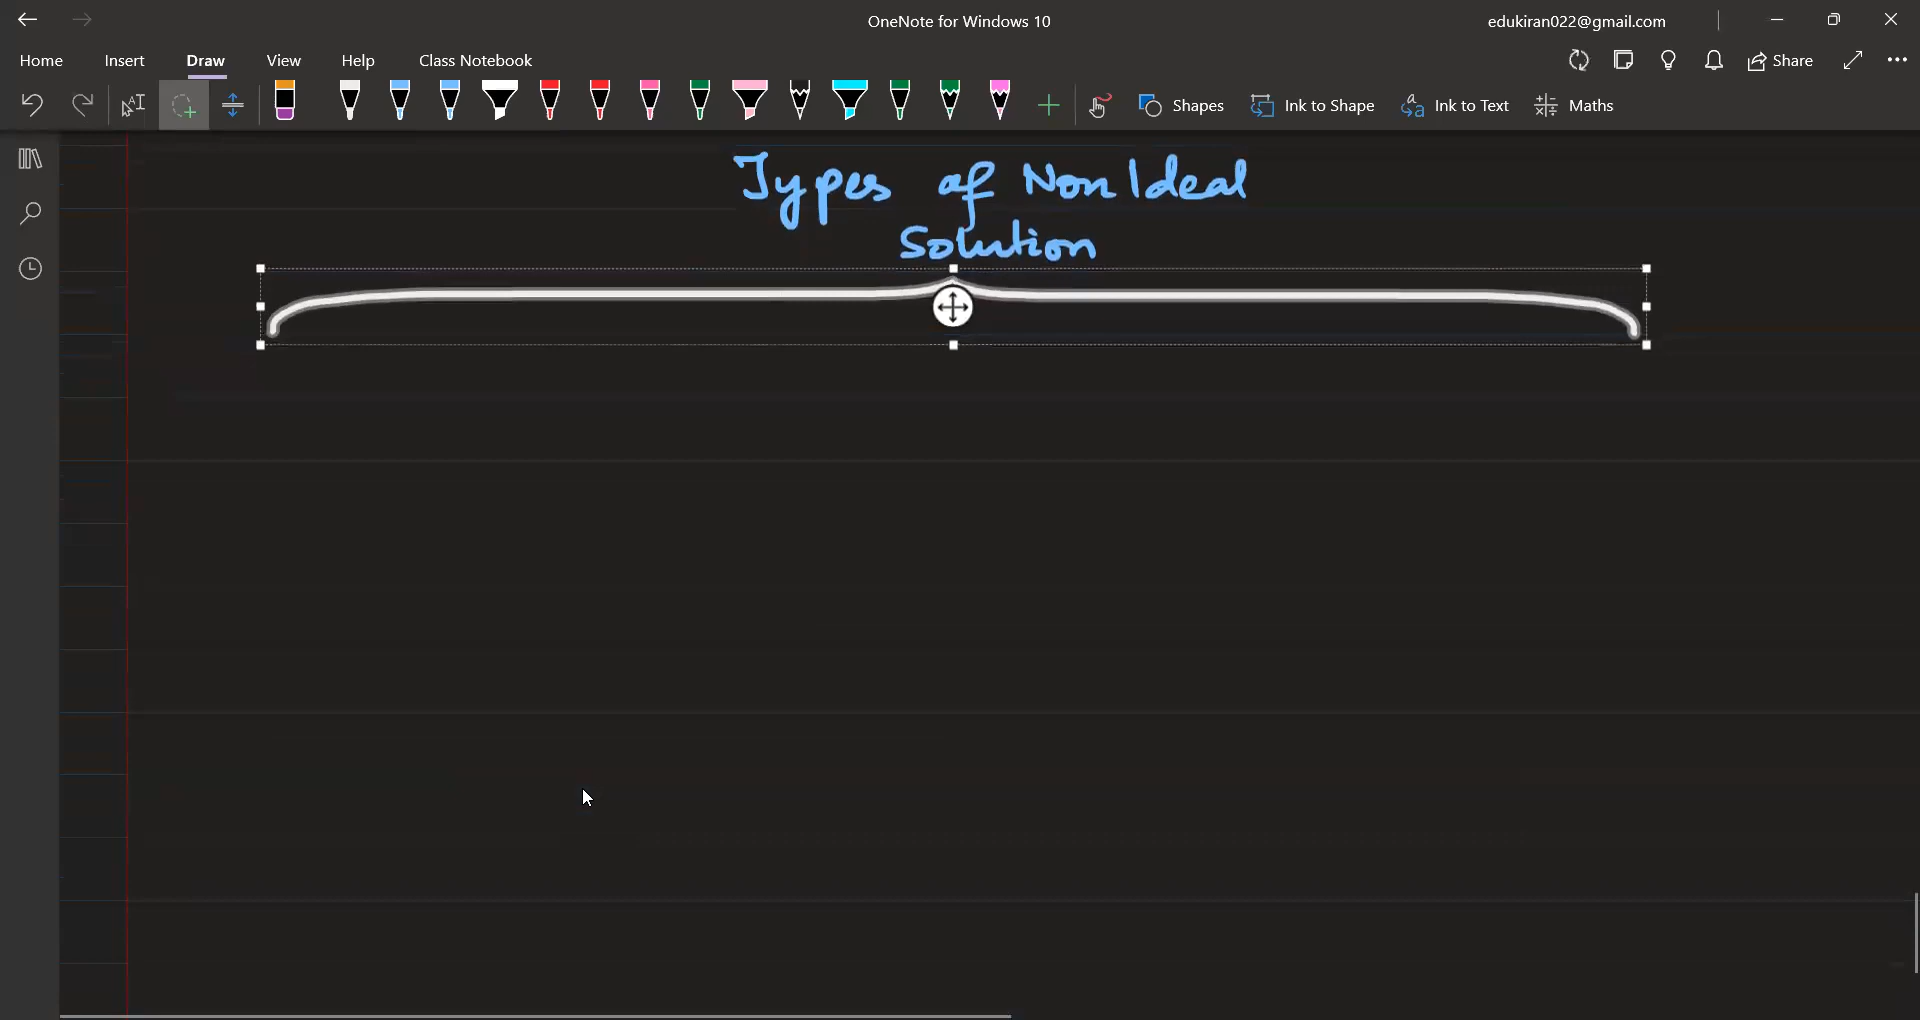 OneNote for Windows 10
edukiran022@gmail.com
Home Insert Draw View Help Class Notebook
Share
Shapes Ink to Shape Ink to Text Maths
Types of Non Ideal
Solution